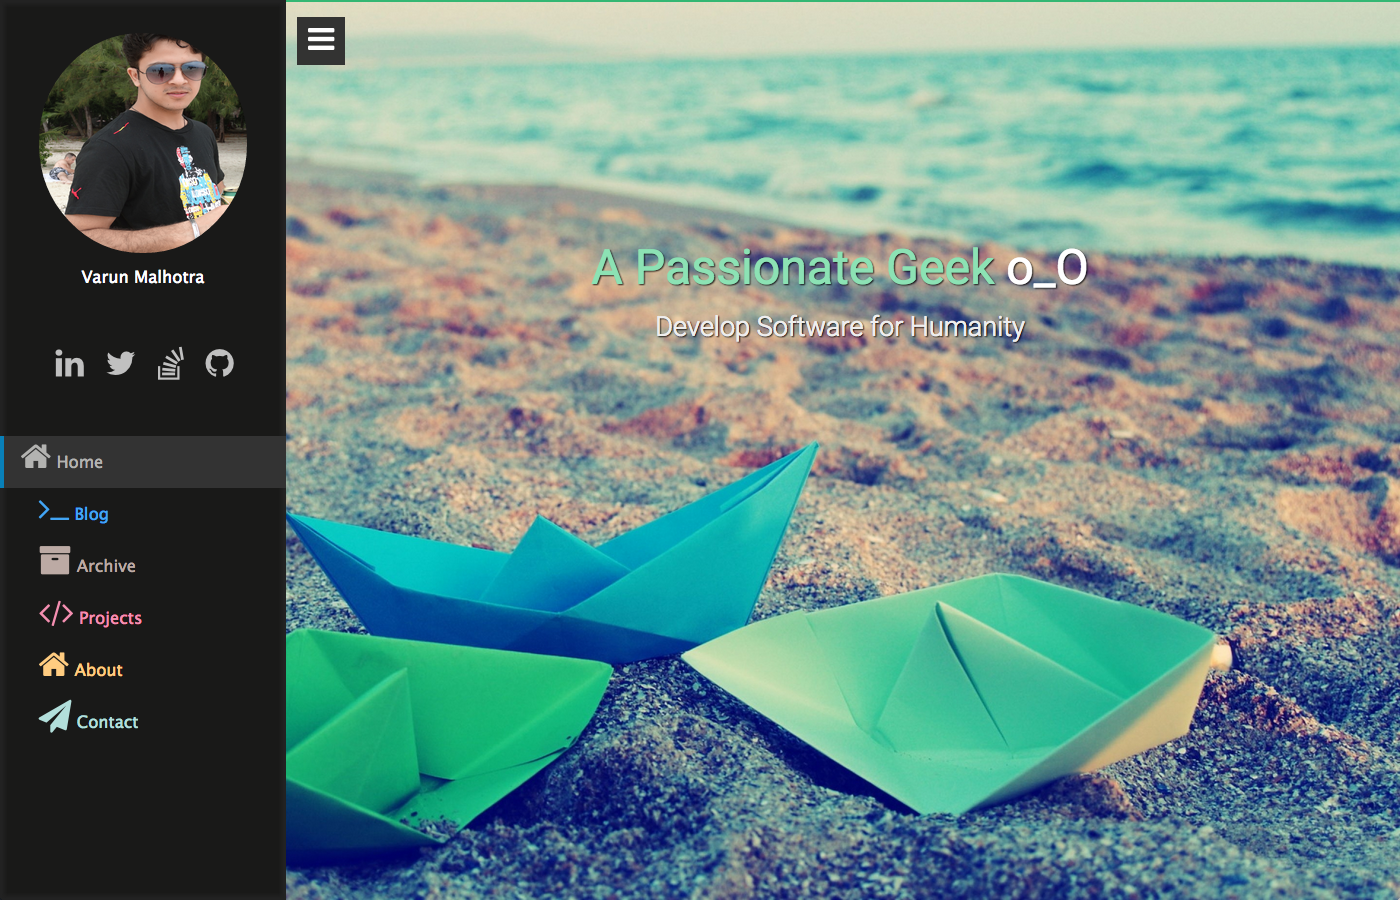 Varun Malhotra
Home
Blog
Archive
Projects
About
Contact
A Passionate Geek o_O
Develop Software for Humanity